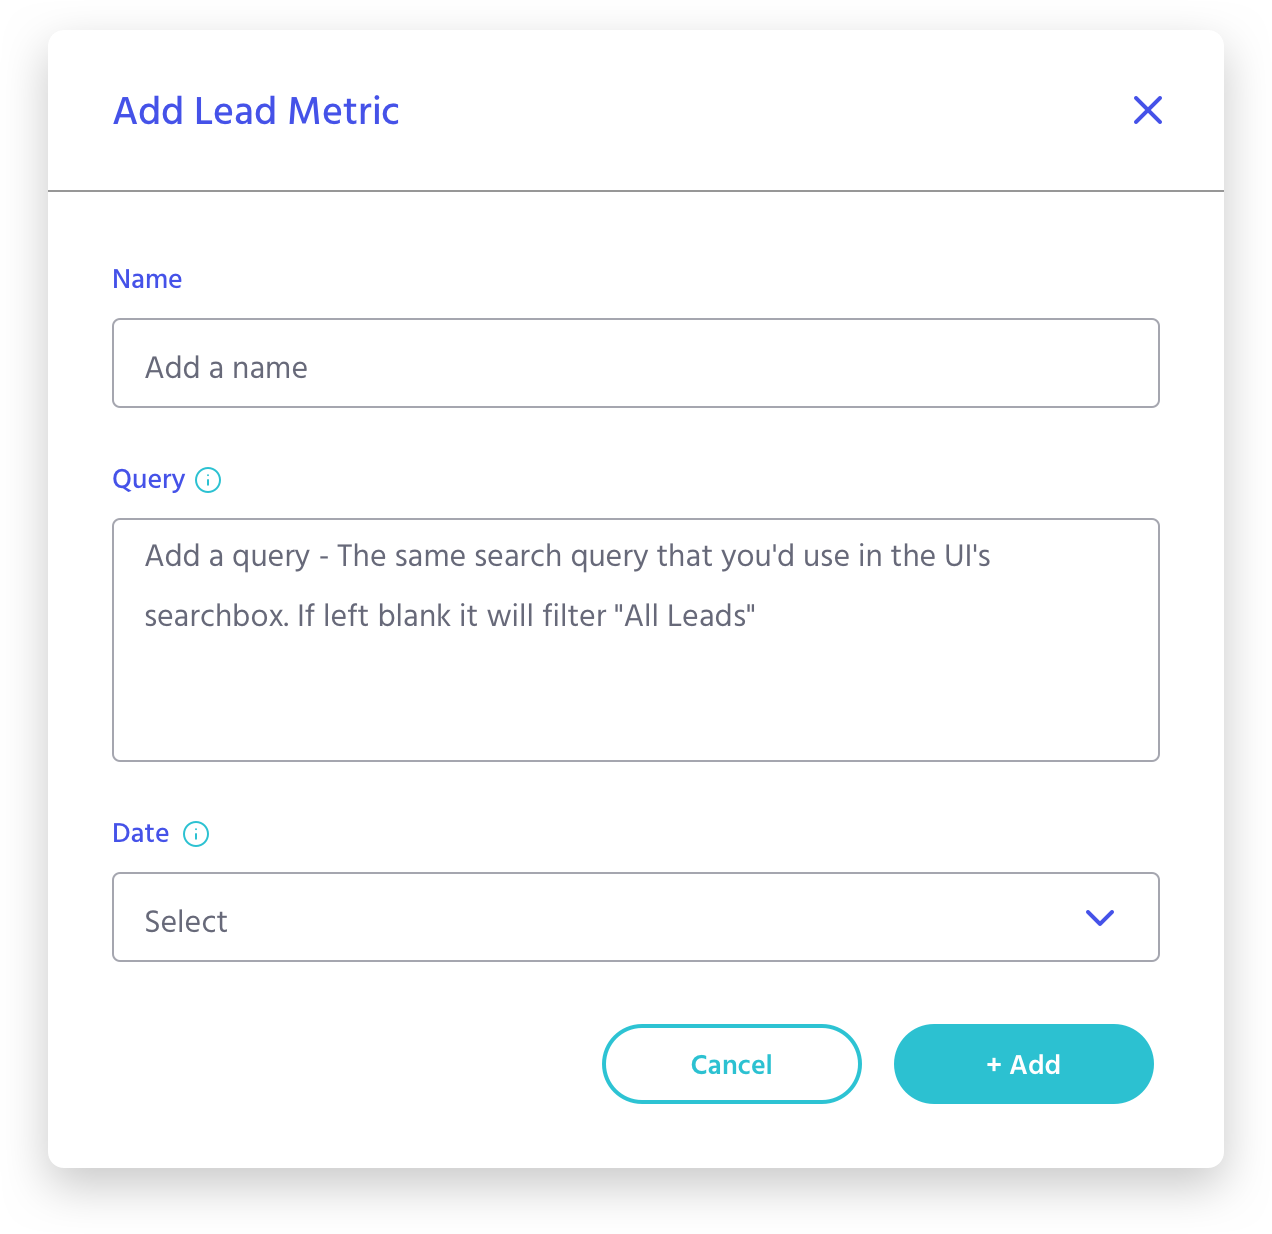 Add Lead Metric
Name
Add a name
Query
Add a query - The same search query that you'd use in the UI's
searchbox. If left blank it will filter "All Leads"
Date
Select
Cancel
+ Add